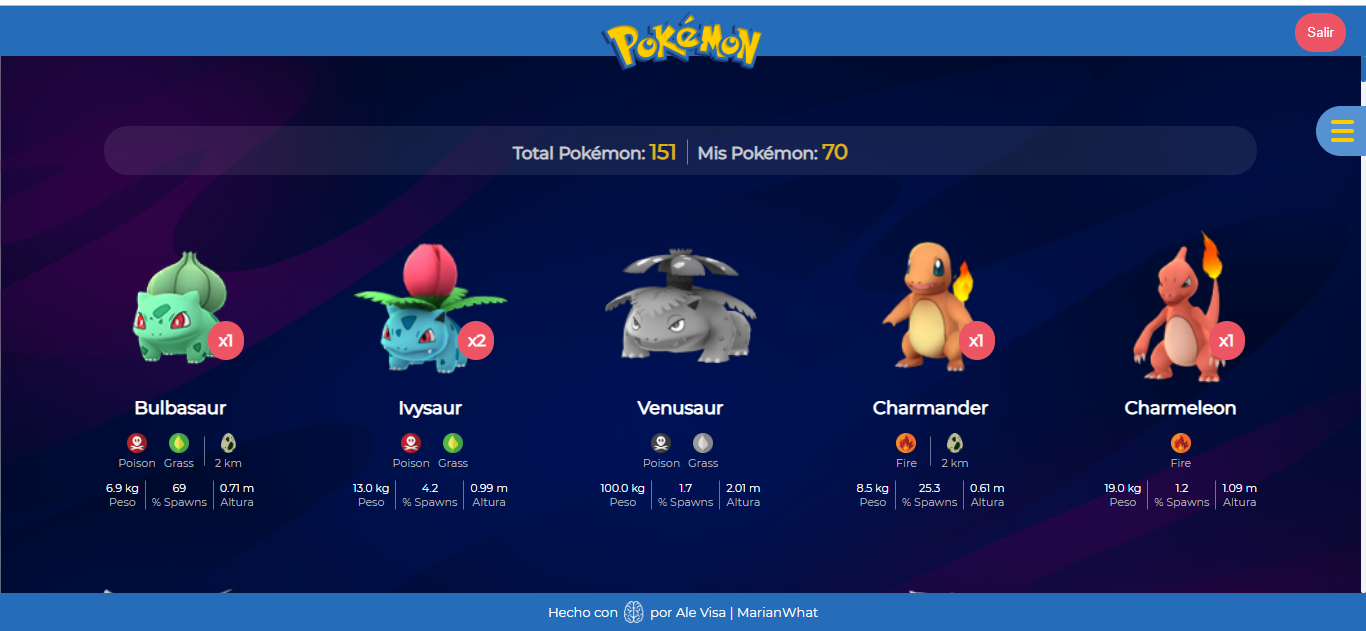 POKéMON
Salir
Total Pokémon: 151 Mis Pokémon: 70
x1 x2 x1 x1
Bulbasaur Ivysaur Venusaur Charmander Charmeleon
Poison Grass 2 km Poison Grass Poison Grass Fire 2 km Fire
6.9 kg 69 0.71 m 13.0 kg 4.2 0.99 m 100.0 kg 1.7 2.01 m 8.5 kg 25.3 0.61 m 19.0 kg 1.2 1.09 m
Peso % Spawns Altura Peso % Spawns Altura Peso % Spawns Altura Peso % Spawns Altura Peso % Spawns Altura
Hecho con por Ale Visa | MarianWhat